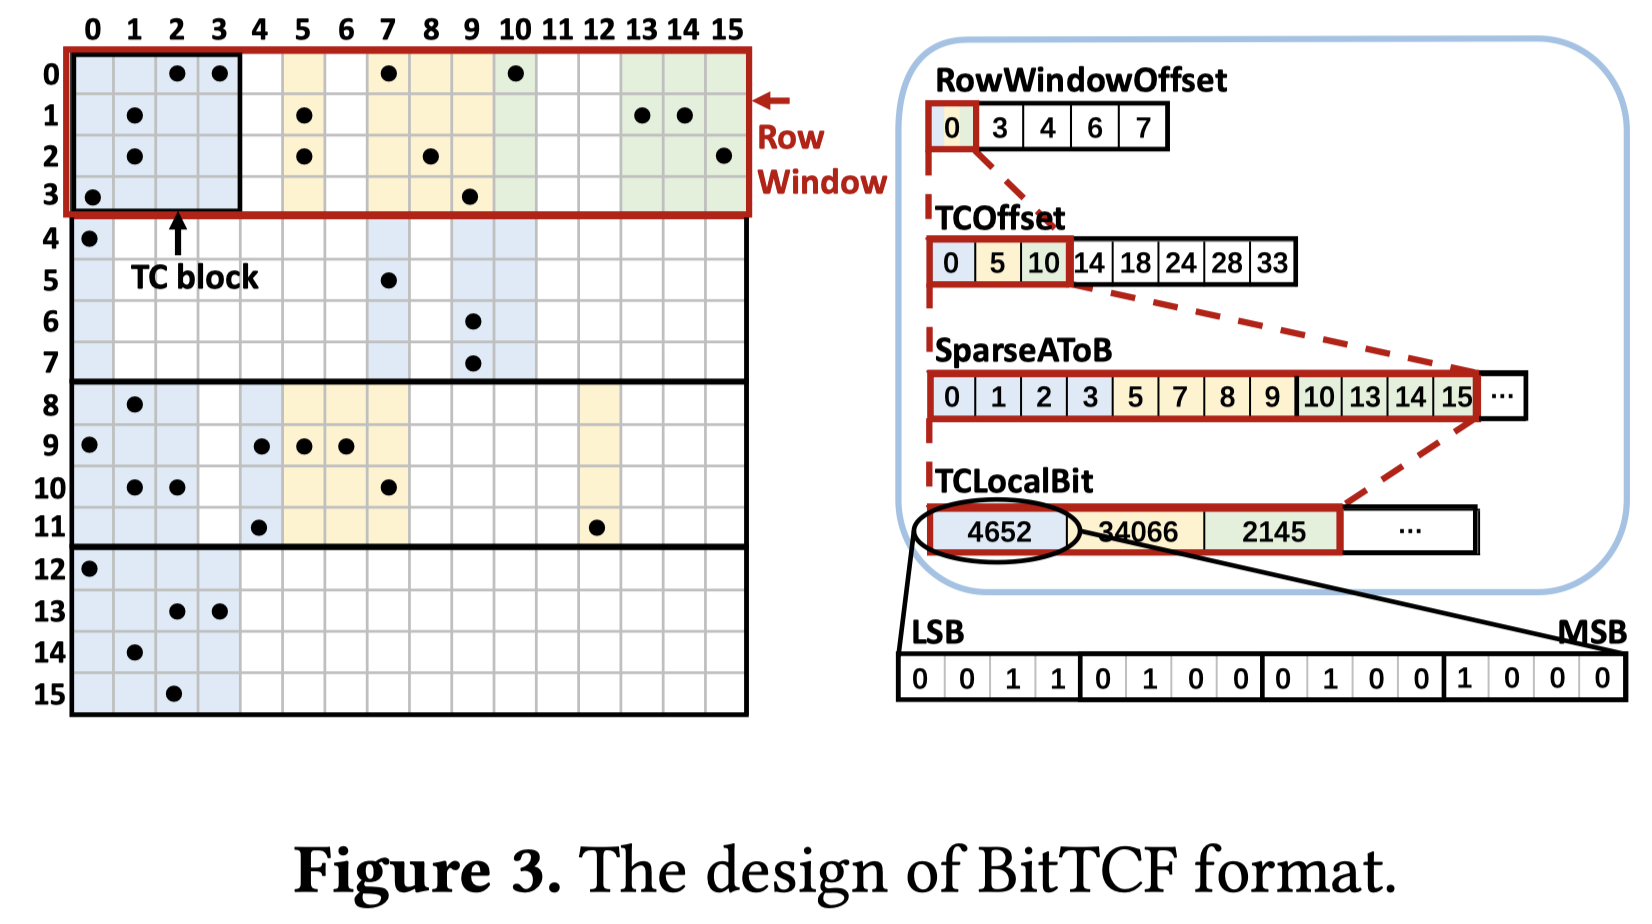 0 1 2 3 4 5 6 7 8 9 10 11 12 13 14 15
0
1
2
3
4
5
6
7
8
9
10
11
12
13
14
15
Row
Window
TC block
RowWindowOffset
0 3 4 6 7
TCOffset
0 5 10 14 18 24 28 33
SparseAToB
0 1 2 3 5 7 8 9 10 13 14 15 ...
TCLocalBit
4652 34066 2145 ...
LSB MSB
0 0 1 1 0 1 0 0 0 1 0 0 1 0 0 0
Figure 3. The design of BitTCF format.